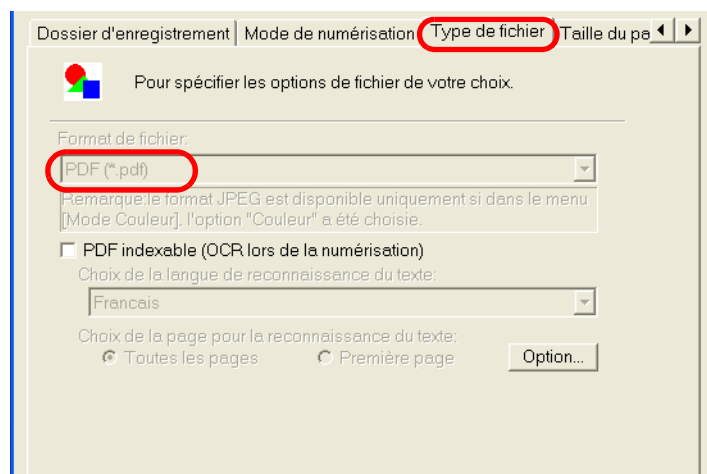 Dossier d'enregistrement Mode de numérisation Type de fichier Taille du pa
Pour spécifier les options de fichier de votre choix.
Format de fichier:
PDF (*.pdf)
Remarque:le format JPEG est disponible uniquement si dans le menu
[Mode Couleur], l'option "Couleur" a été choisie.
PDF indexable (OCR lors de la numérisation)
Choix de la langue de reconnaissance du texte:
Francais
Choix de la page pour la reconnaissance du texte:
Toutes les pages Première page Option...